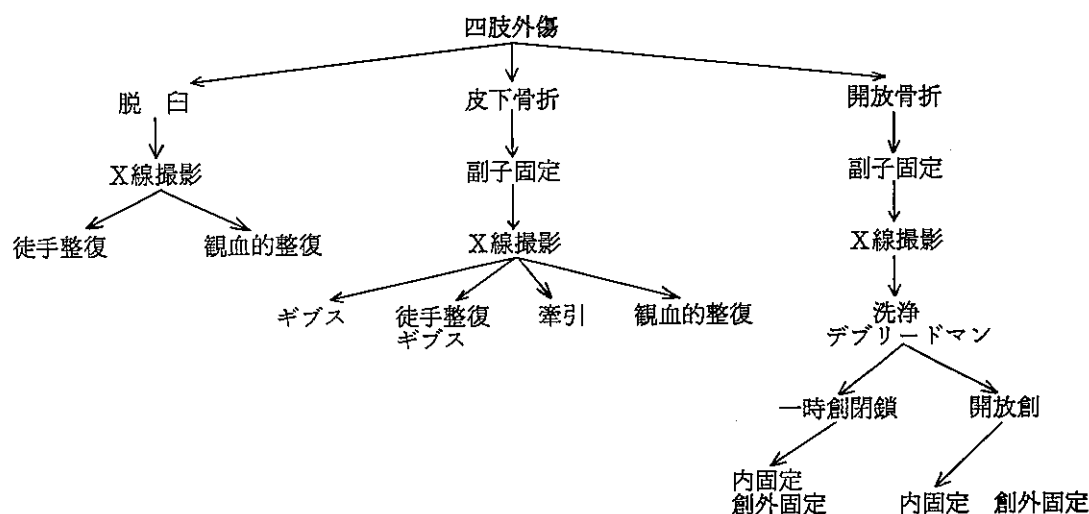 四肢外傷
脱 臼
皮下骨折
開放骨折
X線撮影
副子固定
副子固定
徒手整復
観血的整復
X線撮影
X線撮影
ギブス
徒手整復
ギブス
牽引
観血的整復
洗浄
デブリードマン
一時創閉鎖
開放創
内固定
創外固定
内固定
創外固定